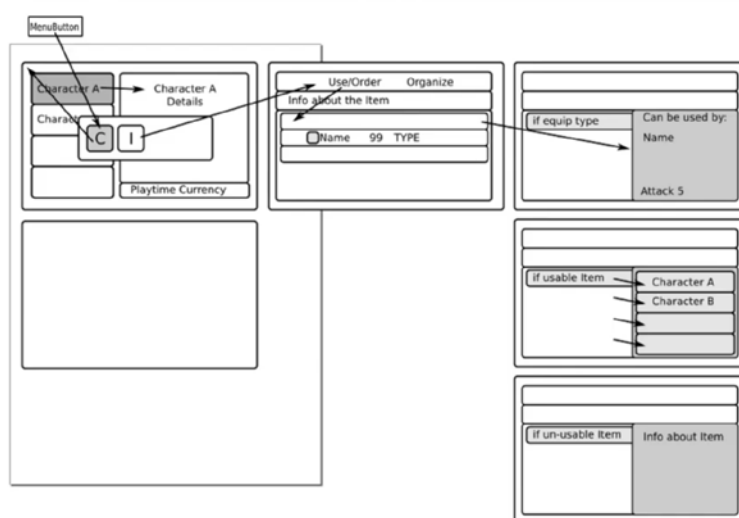 MenuButton
Character A
Character A
Details
Charact
C
I
Playtime Currency
Use/Order Organize
Info about the Item
Name 99 TYPE
if equip type
Can be used by:
Name
Attack 5
if usable Item
Character A
Character B
if un-usable Item
Info about Item